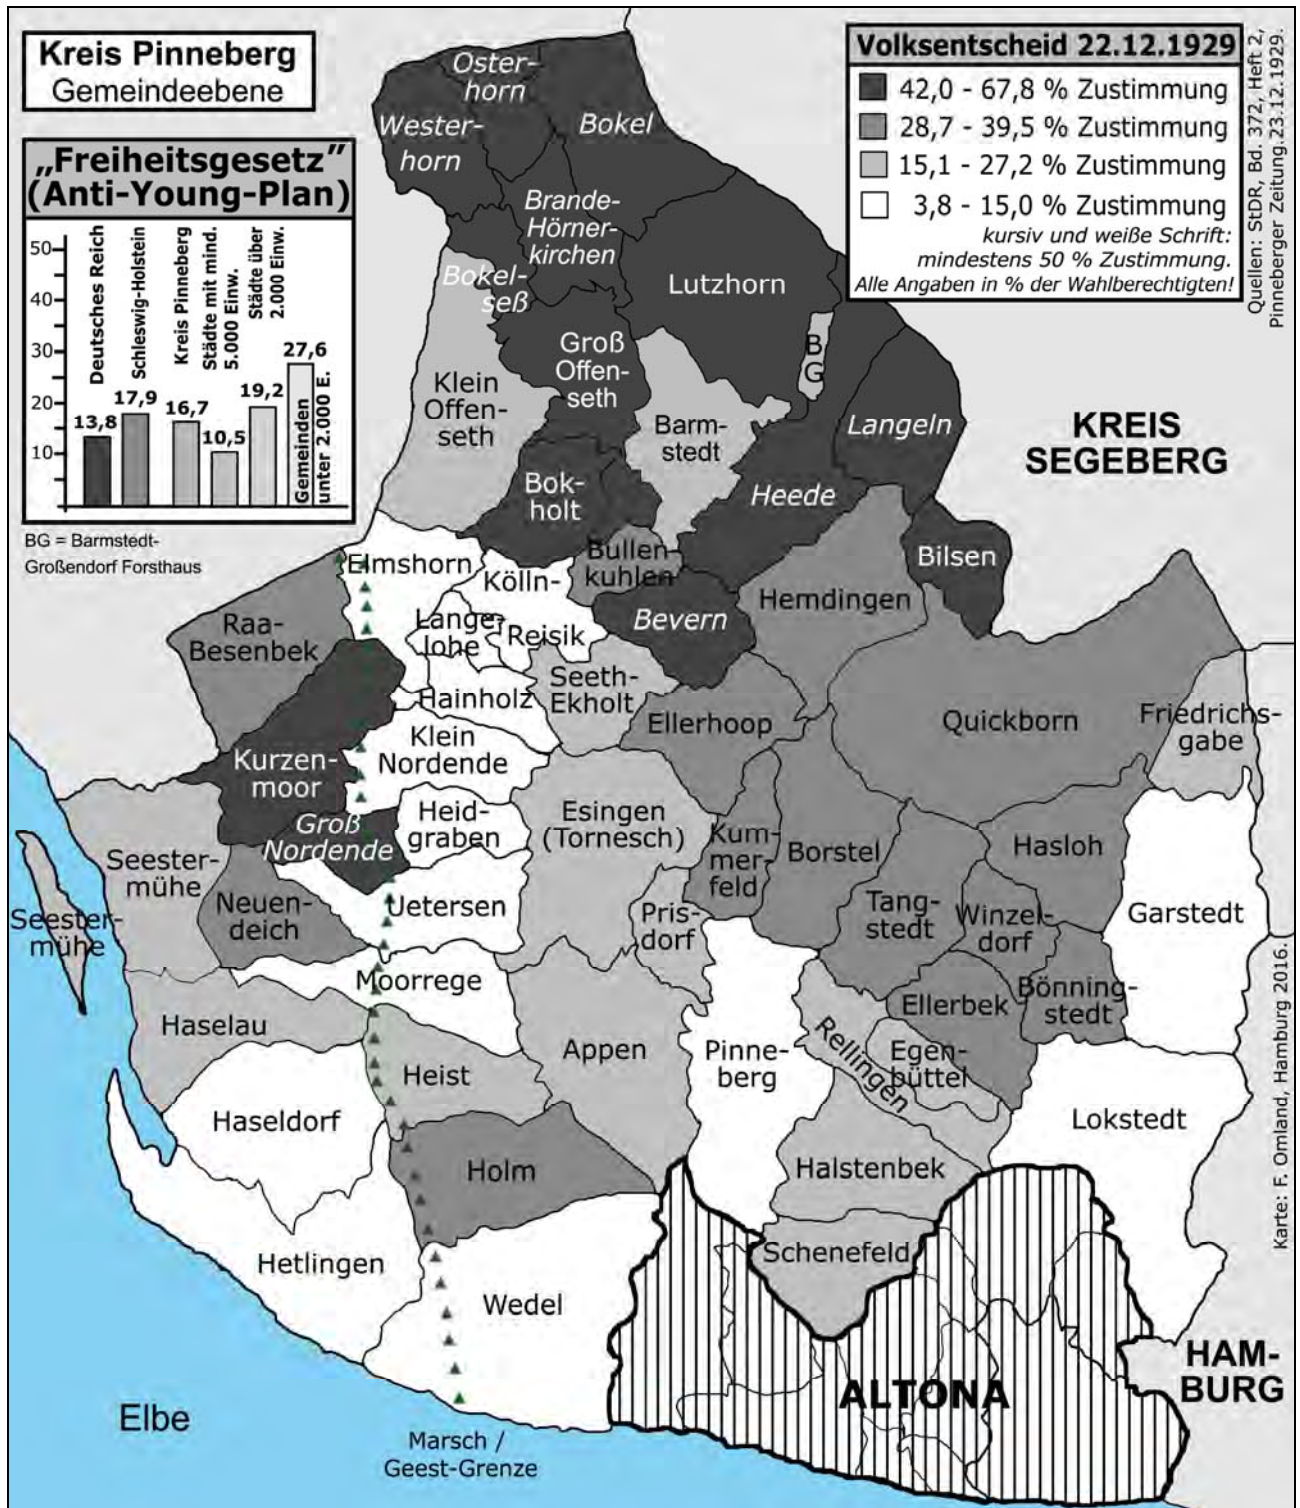 Kreis Pinneberg
Gemeindeebene
„Freiheitsgesetz”
(Anti-Young-Plan)
50
40
30
20
10
Deutsches Reich
Schleswig-Holstein
Kreis Pinneberg
Städte mit mind.
5.000 Einw.
Städte über
2.000 Einw.
Gemeinden
unter 2.000 E.
13,8
17,9
16,7
10,5
19,2
27,6
BG = Barmstedt-
Großendorf Forsthaus
Volksentscheid 22.12.1929
42,0 - 67,8 % Zustimmung
28,7 - 39,5 % Zustimmung
15,1 - 27,2 % Zustimmung
3,8 - 15,0 % Zustimmung
kursiv und weiße Schrift:
mindestens 50 % Zustimmung.
Alle Angaben in % der Wahlberechtigten!
Quellen: StDR, Bd. 372, Heft 2,
Pinneberger Zeitung.23.12.1929.
Oster-
horn
Wester-
horn
Bokel
Brande-
Hörner-
kirchen
Bokel-
seß
Lutzhorn
Groß
Offen-
seth
B
G
Klein
Offen-
seth
Barm-
stedt
Langeln
KREIS
SEGEBERG
Bok-
holt
Heede
Bilsen
Elmshorn
Kölln-
Reisik
Bullen-
kuhlen
Hemdingen
Bevern
Raa-
Besenbek
Lange-
lohe
Hainholz
Seeth-
Ekholt
Ellerhoop
Quickborn
Friedrichs-
gabe
Kurzen-
moor
Klein
Nordende
Groß
Nordende
Heid-
graben
Esingen
(Tornesch)
Kum-
mer-
feld
Borstel
Hasloh
Seester-
mühe
Seester-
mühe
Neuen-
deich
Uetersen
Pris-
dorf
Tang-
stedt
Winzel-
dorf
Garstedt
Moorrege
Ellerbek
Bönning-
stedt
Haselau
Heist
Appen
Pinne-
berg
Rellingen
Egen-
büttel
Haseldorf
Lokstedt
Holm
Halstenbek
Hetlingen
Schenefeld
Wedel
HAM-
BURG
ALTONA
Elbe
Marsch /
Geest-Grenze
Karte: F. Omland, Hamburg 2016.